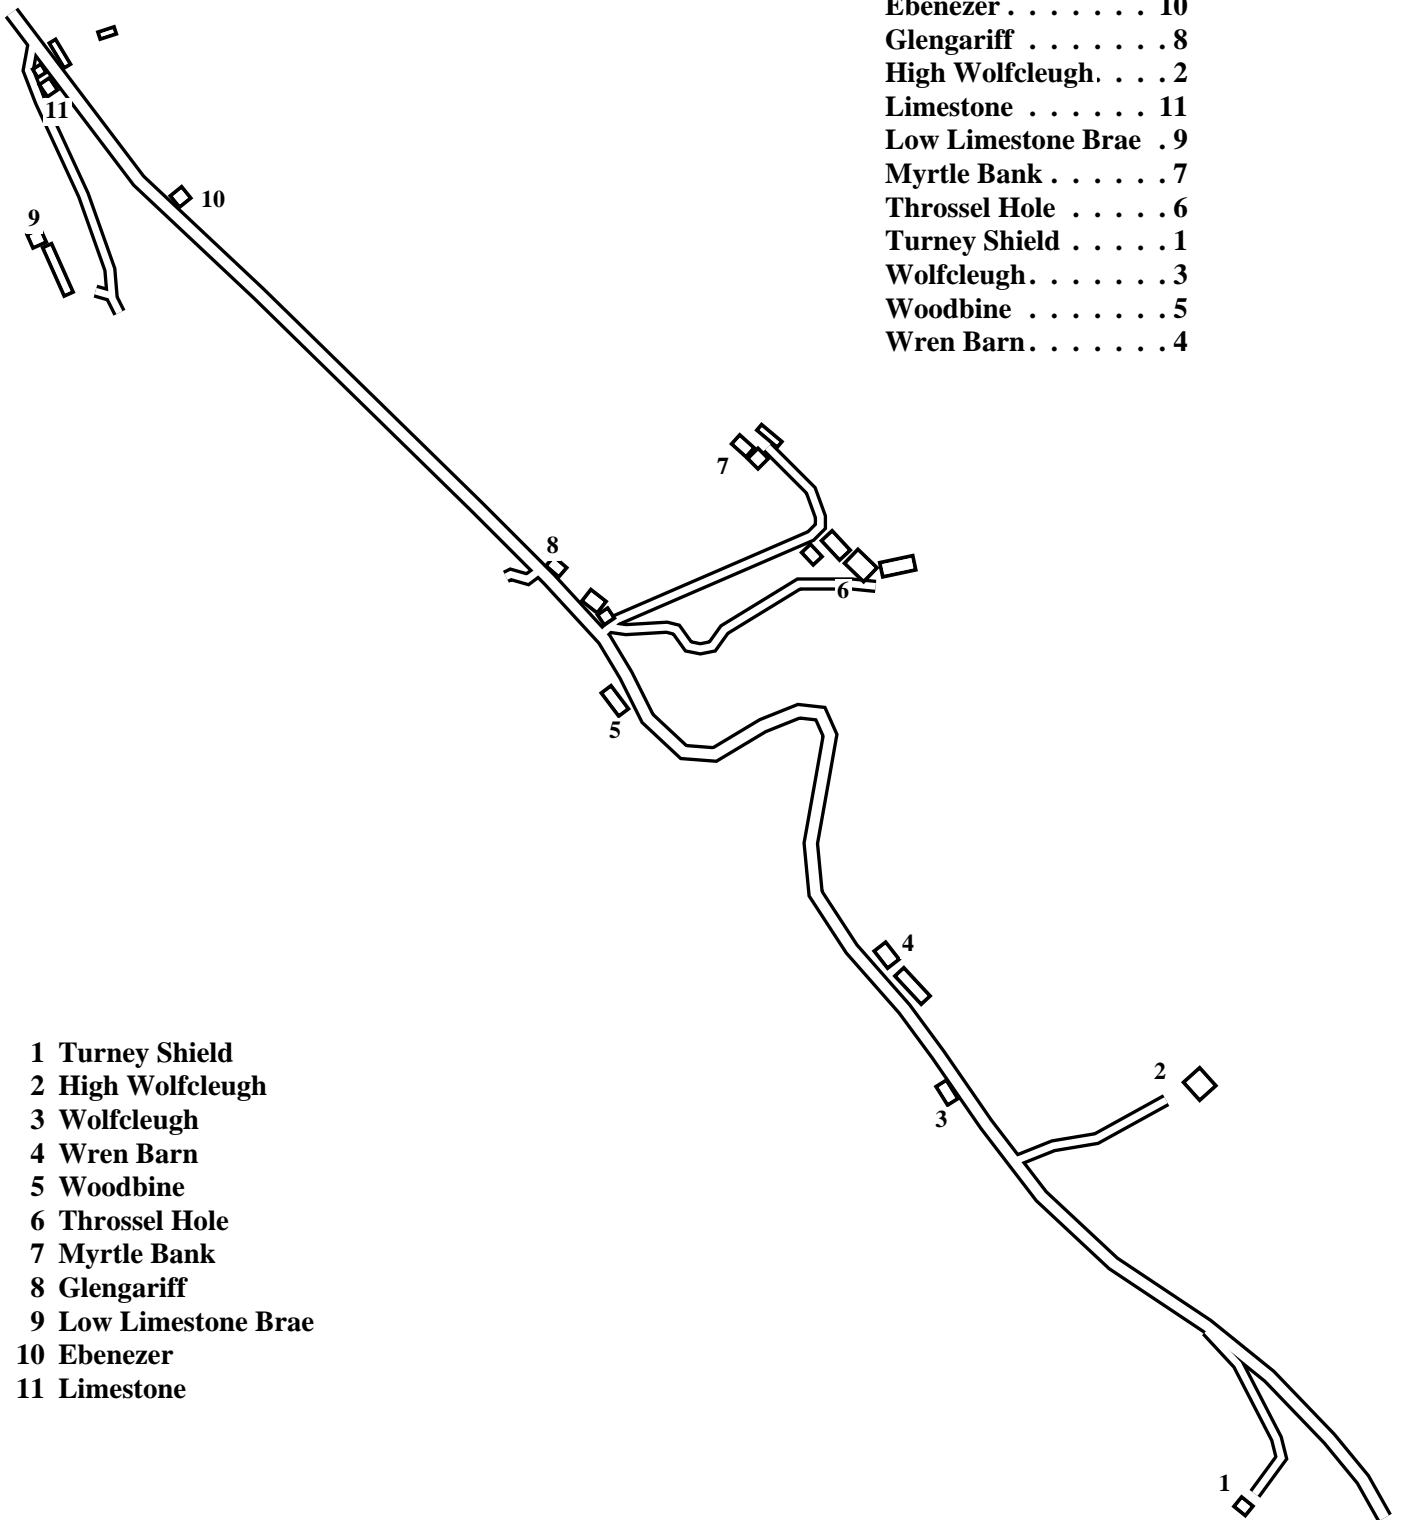 Ebenezer . . . . . . . 10
Glengariff . . . . . . . 8
High Wolfcleugh. . . . 2
Limestone . . . . . . 11
Low Limestone Brae . 9
Myrtle Bank . . . . . . 7
Throssel Hole . . . . . 6
Turney Shield . . . . . 1
Wolfcleugh. . . . . . . 3
Woodbine . . . . . . . 5
Wren Barn. . . . . . . 4
11
10
9
7
8
6
5
4
2
3
1 Turney Shield
2 High Wolfcleugh
3 Wolfcleugh
4 Wren Barn
5 Woodbine
6 Throssel Hole
7 Myrtle Bank
8 Glengariff
9 Low Limestone Brae
10 Ebenezer
11 Limestone
1